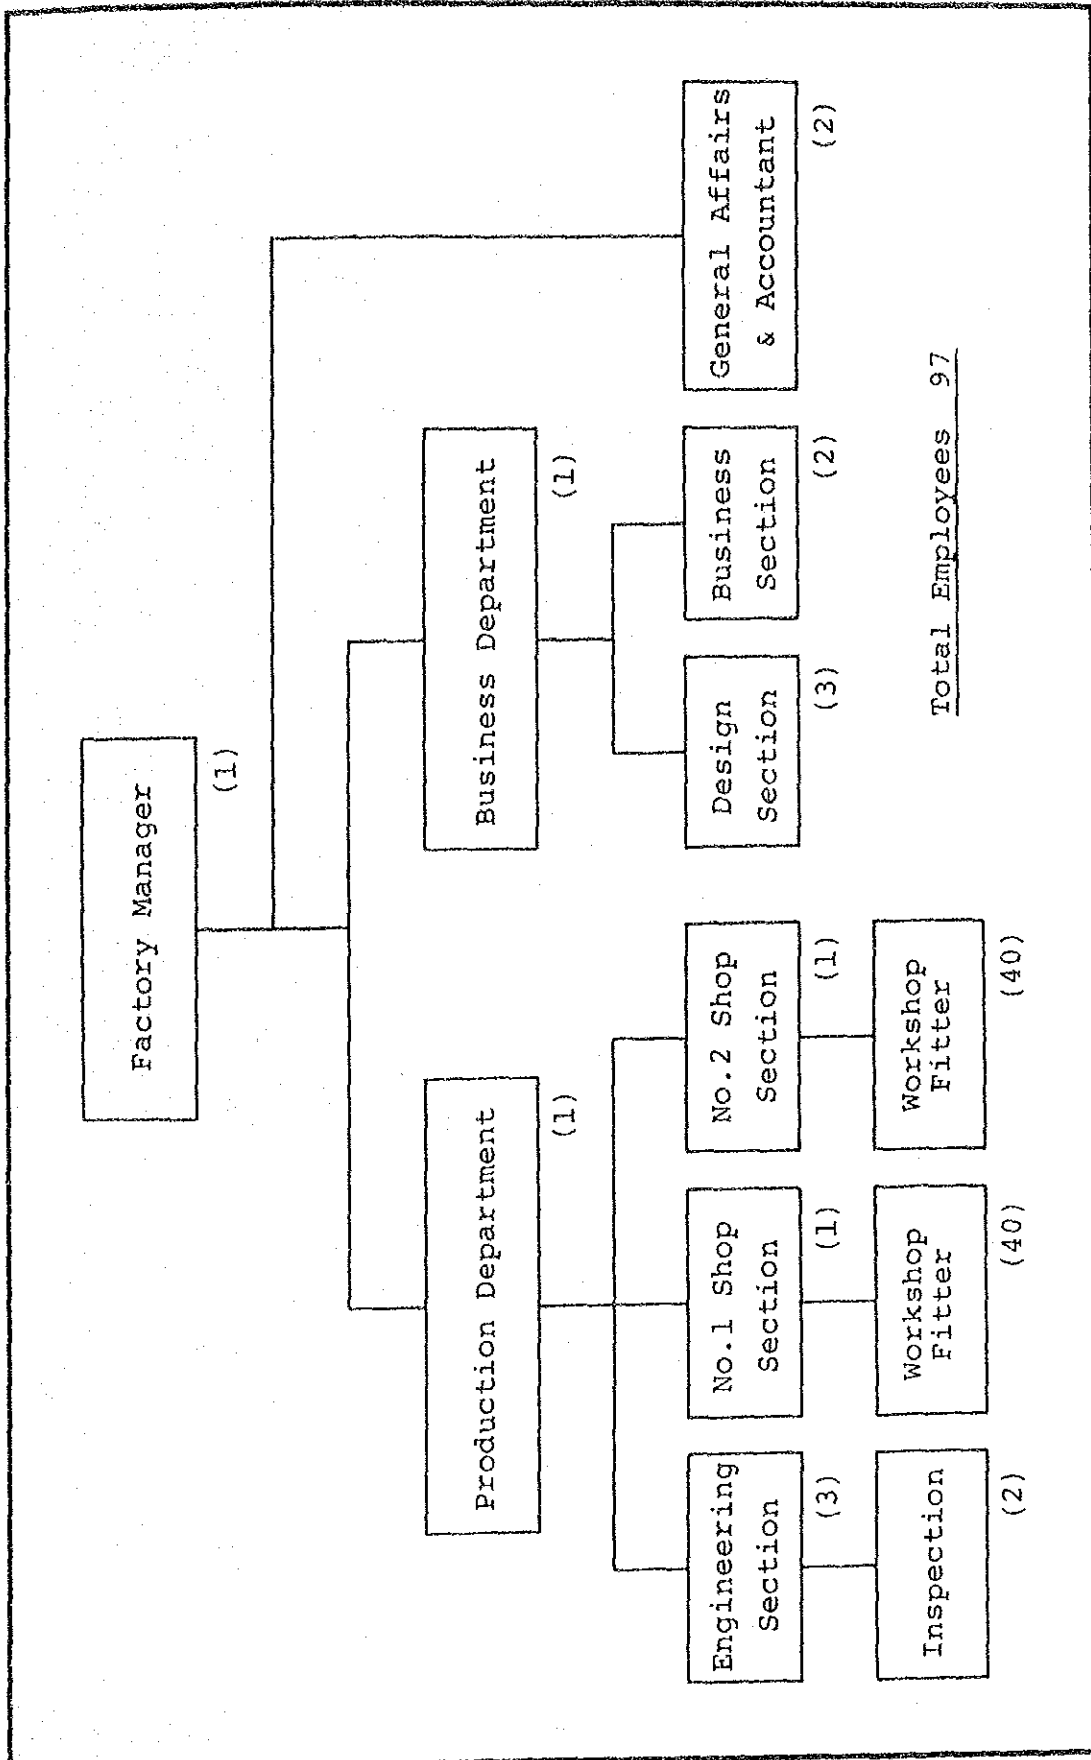 Factory Manager
(1)
Production Department
(1)
Business Department
(1)
Engineering
Section
(3)
No.1 Shop
Section
(1)
No.2 Shop
Section
(1)
Design
Section
(3)
Business
Section
(2)
General Affairs
& Accountant
(2)
Inspection
(2)
Workshop
Fitter
(40)
Workshop
Fitter
(40)
Total Employees 97